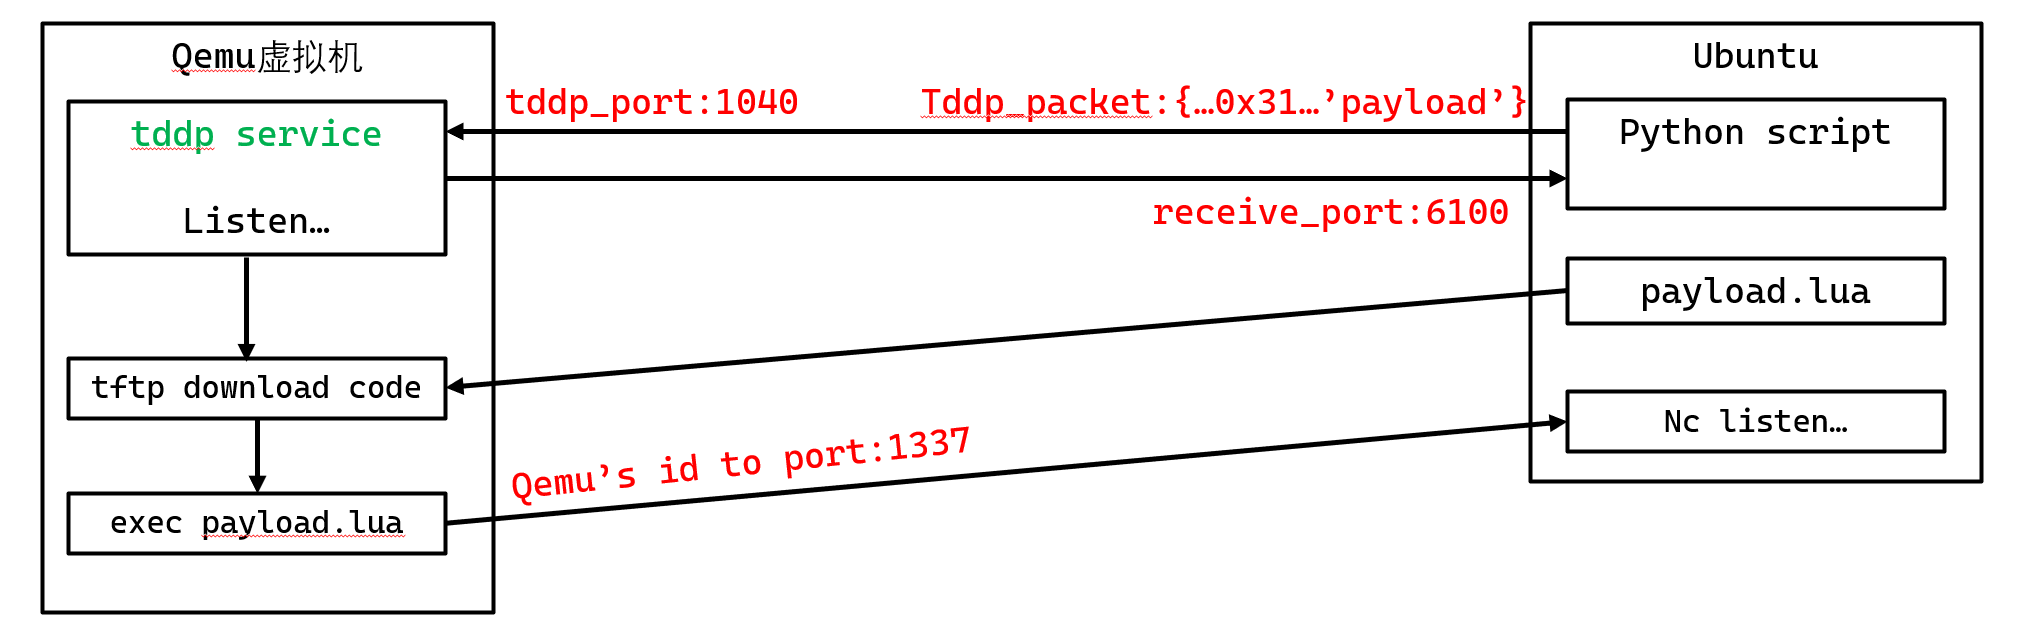 Qemu虚拟机
tddp service
Listen…
tftp download code
exec payload.lua
tddp_port:1040
Tddp_packet:{…0x31…’payload’}
receive_port:6100
Qemu’s id to port:1337
Ubuntu
Python script
payload.lua
Nc listen…